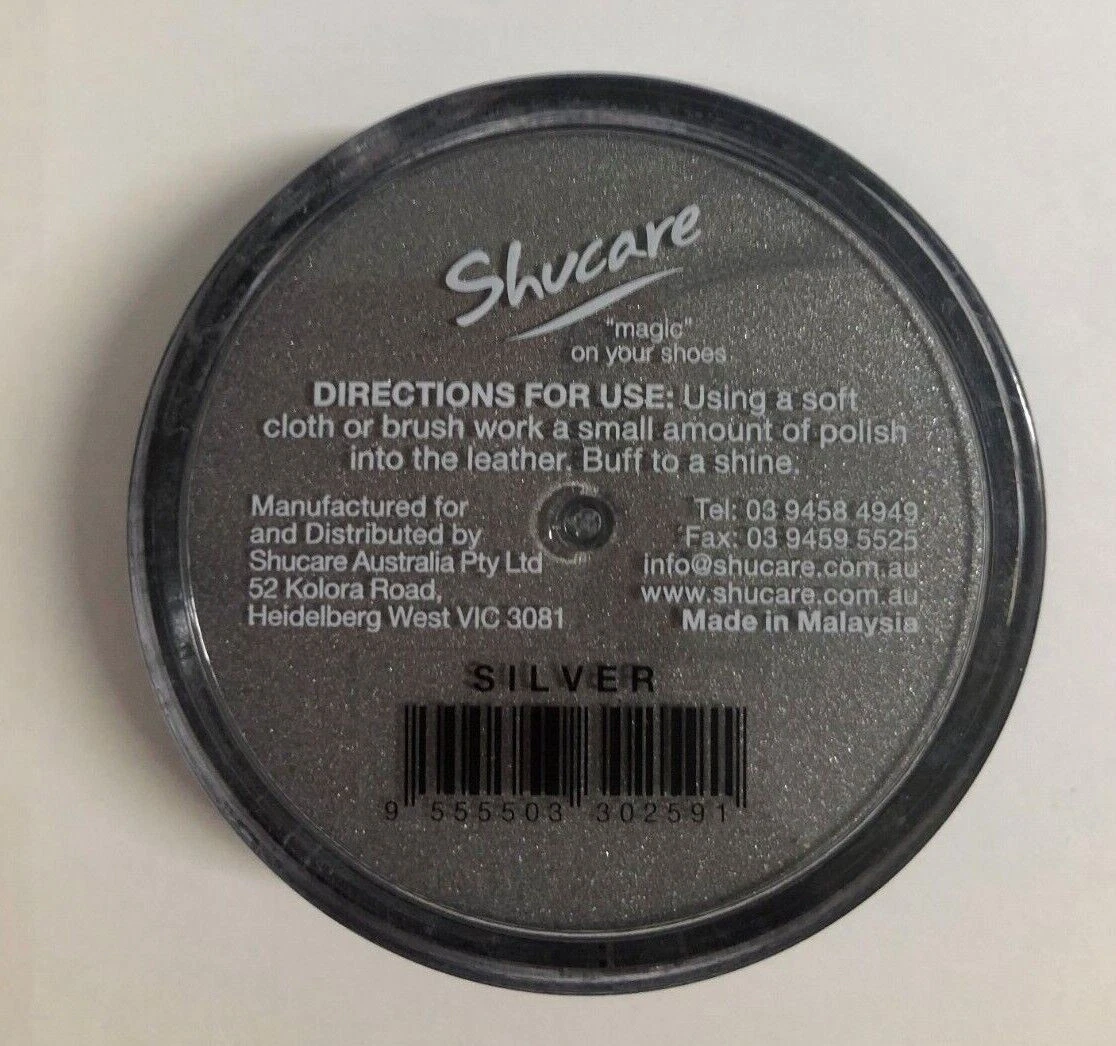 Shucare
"magic"
on your shoes
DIRECTIONS FOR USE: Using a soft
cloth or brush work a small amount of polish
into the leather. Buff to a shine.
Manufactured for
and Distributed by
Shucare Australia Pty Ltd
52 Kolora Road,
Heidelberg West VIC 3081
Tel: 03 9458 4949
Fax: 03 9459 5525
info@shucare.com.au
www.shucare.com.au
Made in Malaysia
SILVER
9 555503 302591